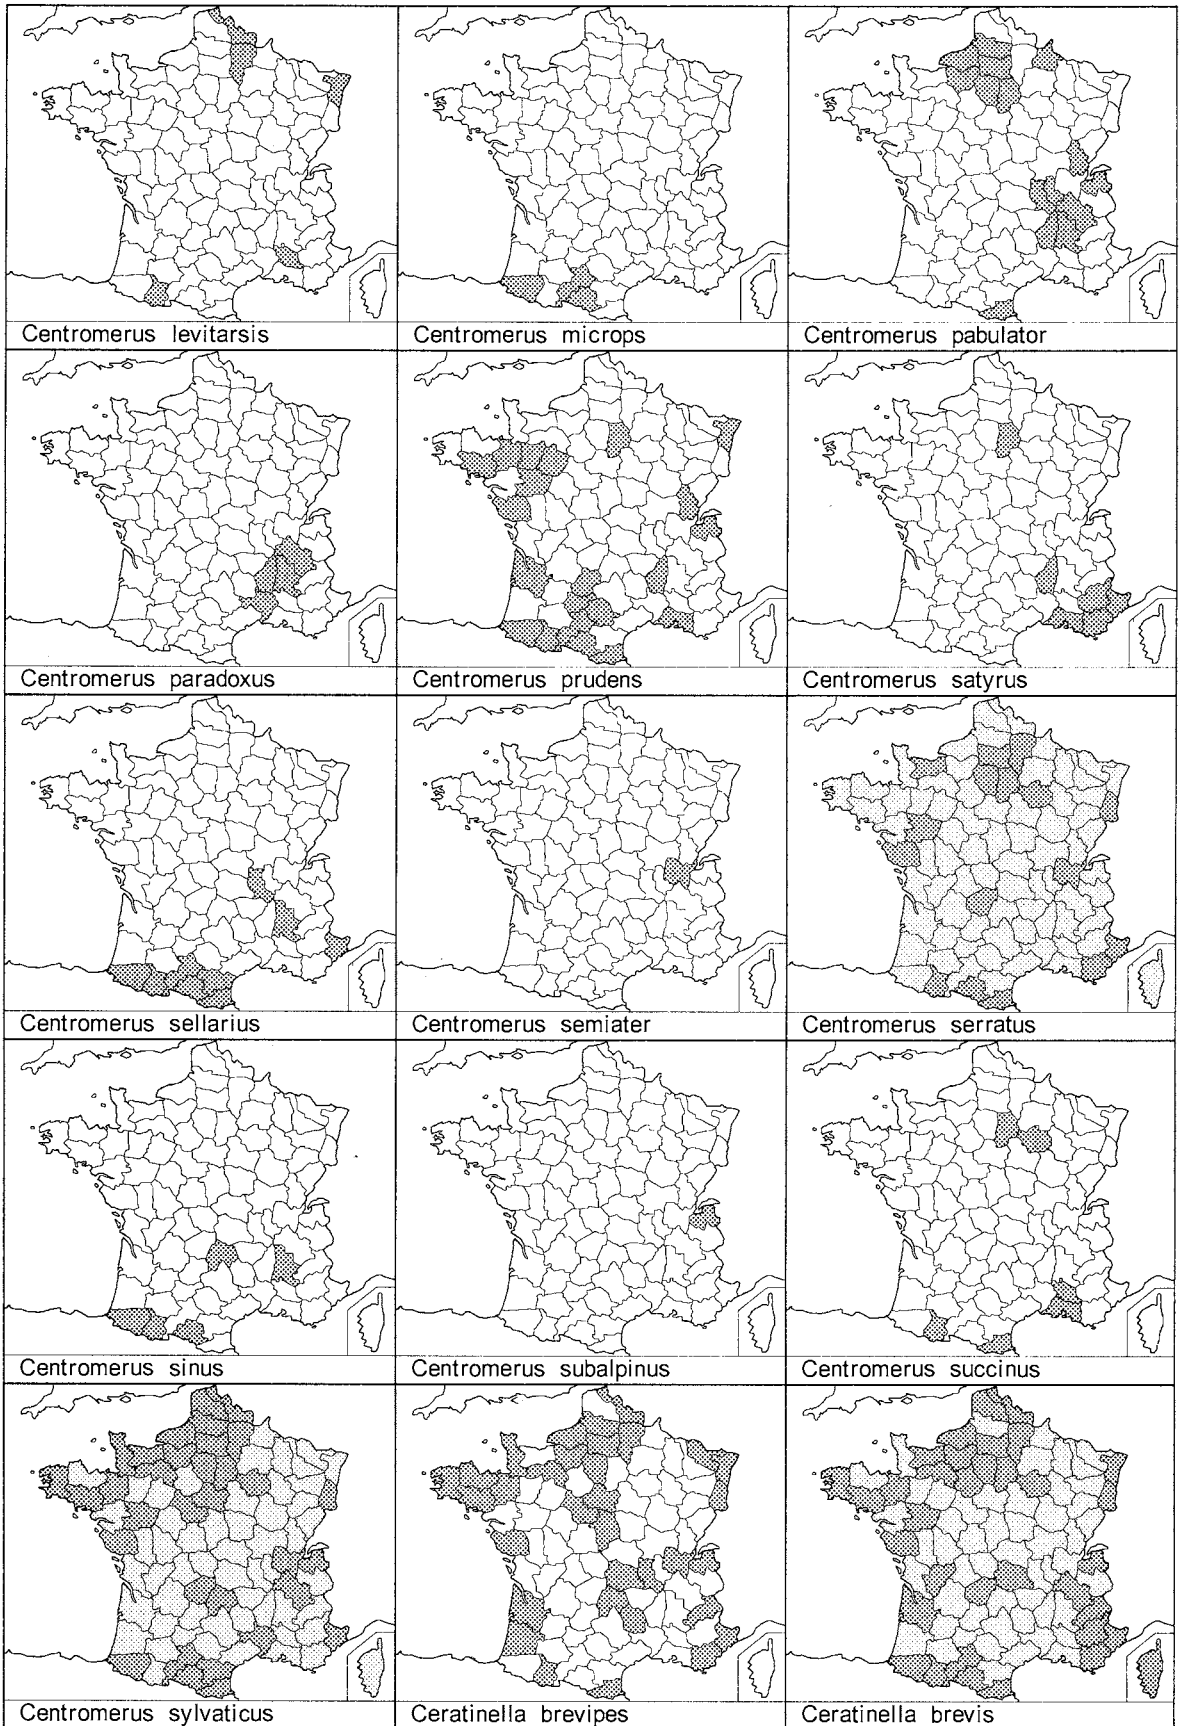 Centromerus levitarsis
Centromerus microps
Centromerus pabulator
Centromerus paradoxus
Centromerus prudens
Centromerus satyrus
Centromerus sellarius
Centromerus semiater
Centromerus serratus
Centromerus sinus
Centromerus subalpinus
Centromerus succinus
Centromerus sylvaticus
Ceratinella brevipes
Ceratinella brevis